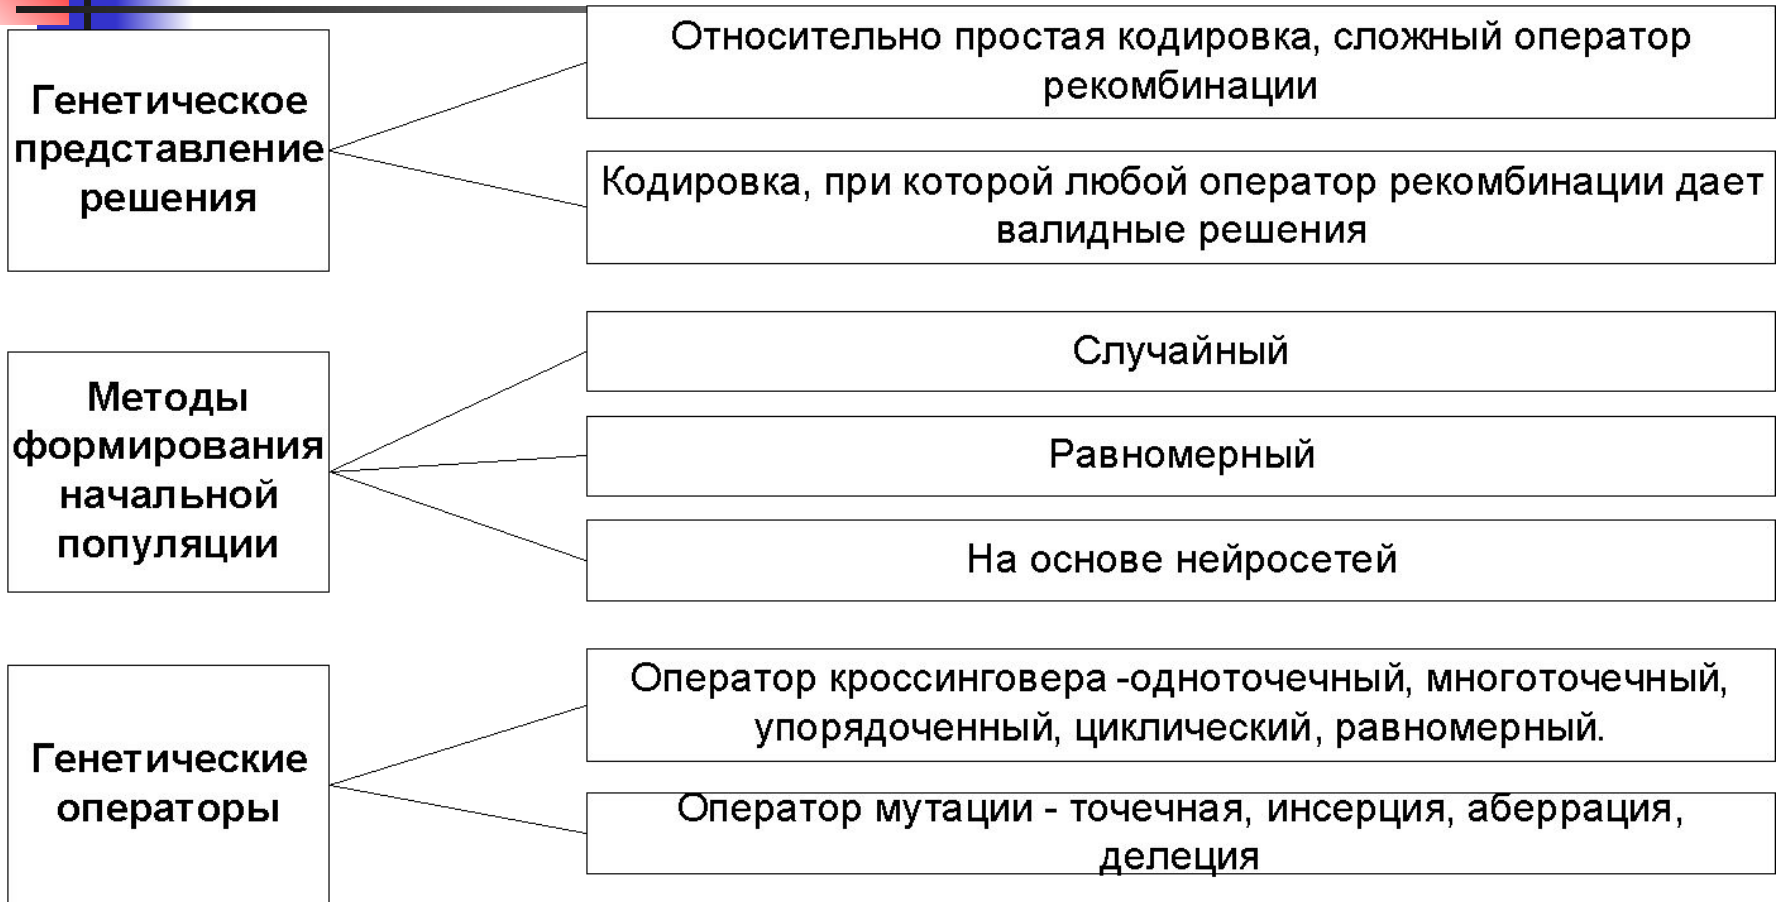 Генетическое
представление
решения
Относительно простая кодировка, сложный оператор
рекомбинации
Кодировка, при которой любой оператор рекомбинации дает
валидные решения
Методы
формирования
начальной
популяции
Случайный
Равномерный
На основе нейросетей
Генетические
операторы
Оператор кроссинговера -одноточечный, многоточечный,
упорядоченный, циклический, равномерный.
Оператор мутации - точечная, инсерция, аберрация,
делеция